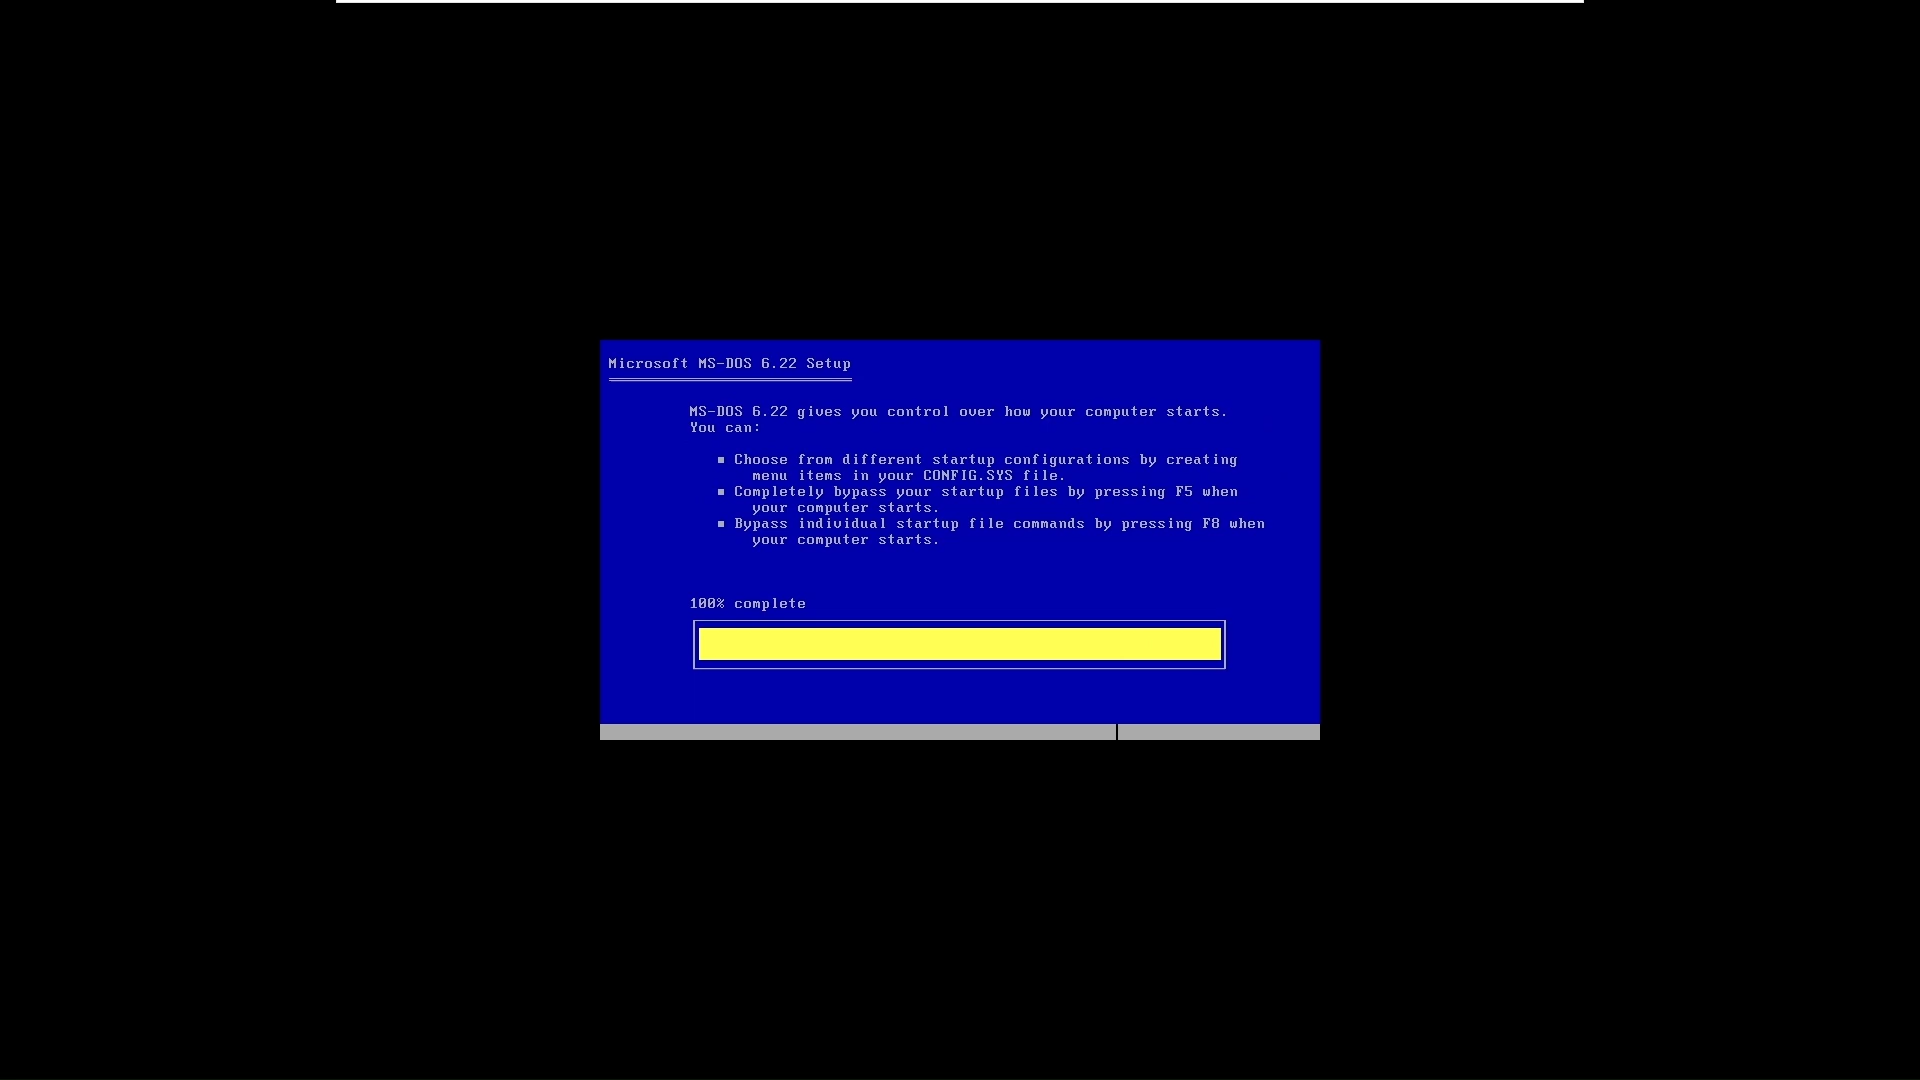 Microsoft MS-DOS 6.22 Setup
MS-DOS 6.22 gives you control over how your computer starts.
You can:
■ Choose from different startup configurations by creating
menu items in your CONFIG.SYS file.
■ Completely bypass your startup files by pressing F5 when
your computer starts.
■ Bypass individual startup file commands by pressing F8 when
your computer starts.
100% complete